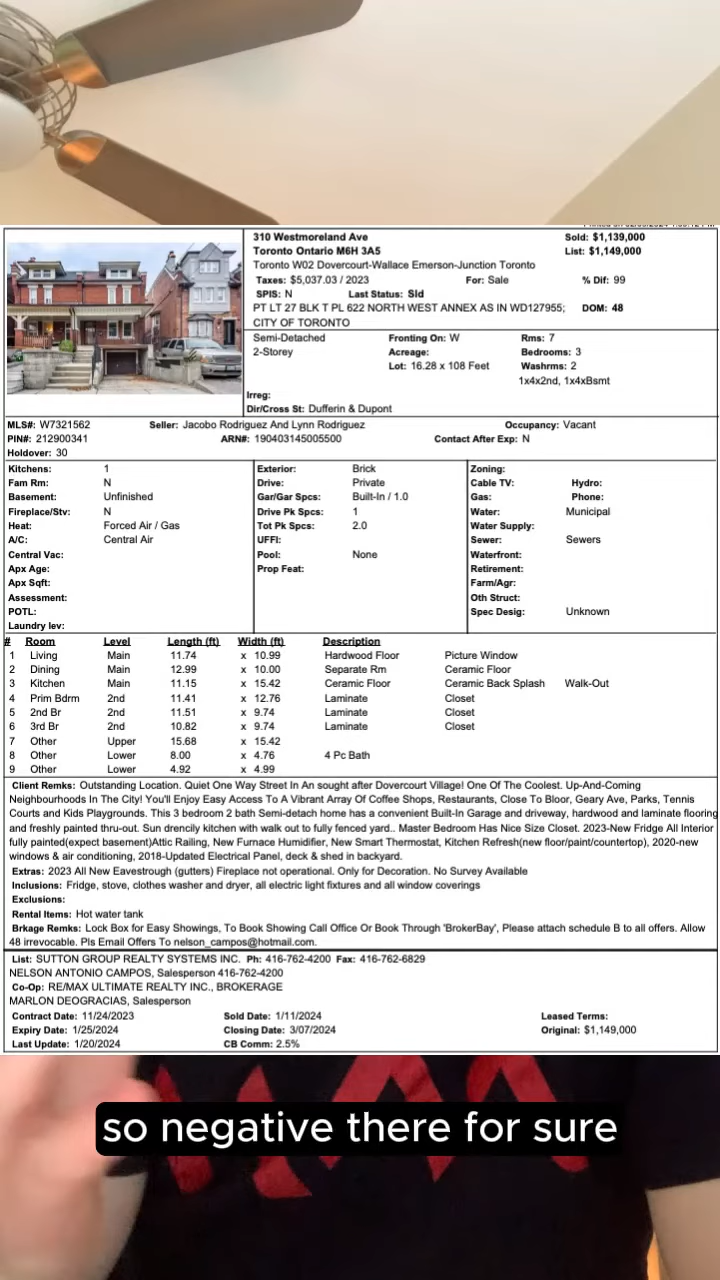 310 Westmoreland Ave Sold: $1,139,000
Toronto Ontario M6H 3A5 List: $1,149,000
Toronto W02 Dovercourt-Wallace Emerson-Junction Toronto
Taxes: $5,037.03 / 2023 For: Sale % Dif: 99
SPIS: N Last Status: Sld
PT LT 27 BLK T PL 622 NORTH WEST ANNEX AS IN WD127955; DOM: 48
CITY OF TORONTO
Semi-Detached Fronting On: W Rms: 7
2-Storey Acreage: Bedrooms: 3
Lot: 16.28 x 108 Feet Washrms: 2
1x4x2nd, 1x4xBsmt
Irreg:
Dir/Cross St: Dufferin & Dupont
MLS#: W7321562 Seller: Jacobo Rodriguez And Lynn Rodriguez Occupancy: Vacant
PIN#: 212900341 ARN#: 190403145005500 Contact After Exp: N
Holdover: 30
Kitchens: 1 Exterior: Brick Zoning:
Fam Rm: N Drive: Private Cable TV: Hydro:
Basement: Unfinished Gar/Gar Spcs: Built-In / 1.0 Gas: Phone:
Fireplace/Stv: N Drive Pk Spcs: 1 Water: Municipal
Heat: Forced Air / Gas Tot Pk Spcs: 2.0 Water Supply:
A/C: Central Air UFFI: Sewer: Sewers
Central Vac: Pool: None Waterfront:
Apx Age: Prop Feat: Retirement:
Apx Sqft: Farm/Agr:
Assessment: Oth Struct:
POTL: Spec Desig: Unknown
Laundry lev:
# Room Level Length (ft) Width (ft) Description
1 Living Main 11.74 x 10.99 Hardwood Floor Picture Window
2 Dining Main 12.99 x 10.00 Separate Rm Ceramic Floor
3 Kitchen Main 11.15 x 15.42 Ceramic Floor Ceramic Back Splash Walk-Out
4 Prim Bdrm 2nd 11.41 x 12.76 Laminate Closet
5 2nd Br 2nd 11.51 x 9.74 Laminate Closet
6 3rd Br 2nd 10.82 x 9.74 Laminate Closet
7 Other Upper 15.68 x 15.42
8 Other Lower 8.00 x 4.76 4 Pc Bath
9 Other Lower 4.92 x 4.99
Client Remks: Outstanding Location. Quiet One Way Street In An sought after Dovercourt Village! One Of The Coolest. Up-And-Coming
Neighbourhoods In The City! You'll Enjoy Easy Access To A Vibrant Array Of Coffee Shops, Restaurants, Close To Bloor, Geary Ave, Parks, Tennis
Courts and Kids Playgrounds. This 3 bedroom 2 bath Semi-detach home has a convenient Built-In Garage and driveway, hardwood and laminate flooring
and freshly painted thru-out. Sun drencily kitchen with walk out to fully fenced yard.. Master Bedroom Has Nice Size Closet. 2023-New Fridge All Interior
fully painted(expect basement)Attic Railing, New Furnace Humidifier, New Smart Thermostat, Kitchen Refresh(new floor/paint/countertop), 2020-new
windows & air conditioning, 2018-Updated Electrical Panel, deck & shed in backyard.
Extras: 2023 All New Eavestrough (gutters) Fireplace not operational. Only for Decoration. No Survey Available
Inclusions: Fridge, stove, clothes washer and dryer, all electric light fixtures and all window coverings
Exclusions:
Rental Items: Hot water tank
Brkage Remks: Lock Box for Easy Showings, To Book Showing Call Office Or Book Through 'BrokerBay', Please attach schedule B to all offers. Allow
48 irrevocable. Pls Email Offers To nelson_campos@hotmail.com.
List: SUTTON GROUP REALTY SYSTEMS INC. Ph: 416-762-4200 Fax: 416-762-6829
NELSON ANTONIO CAMPOS, Salesperson 416-762-4200
Co-Op: RE/MAX ULTIMATE REALTY INC., BROKERAGE
MARLON DEOGRACIAS, Salesperson
Contract Date: 11/24/2023 Sold Date: 1/11/2024 Leased Terms:
Expiry Date: 1/25/2024 Closing Date: 3/07/2024 Original: $1,149,000
Last Update: 1/20/2024 CB Comm: 2.5%
so negative there for sure